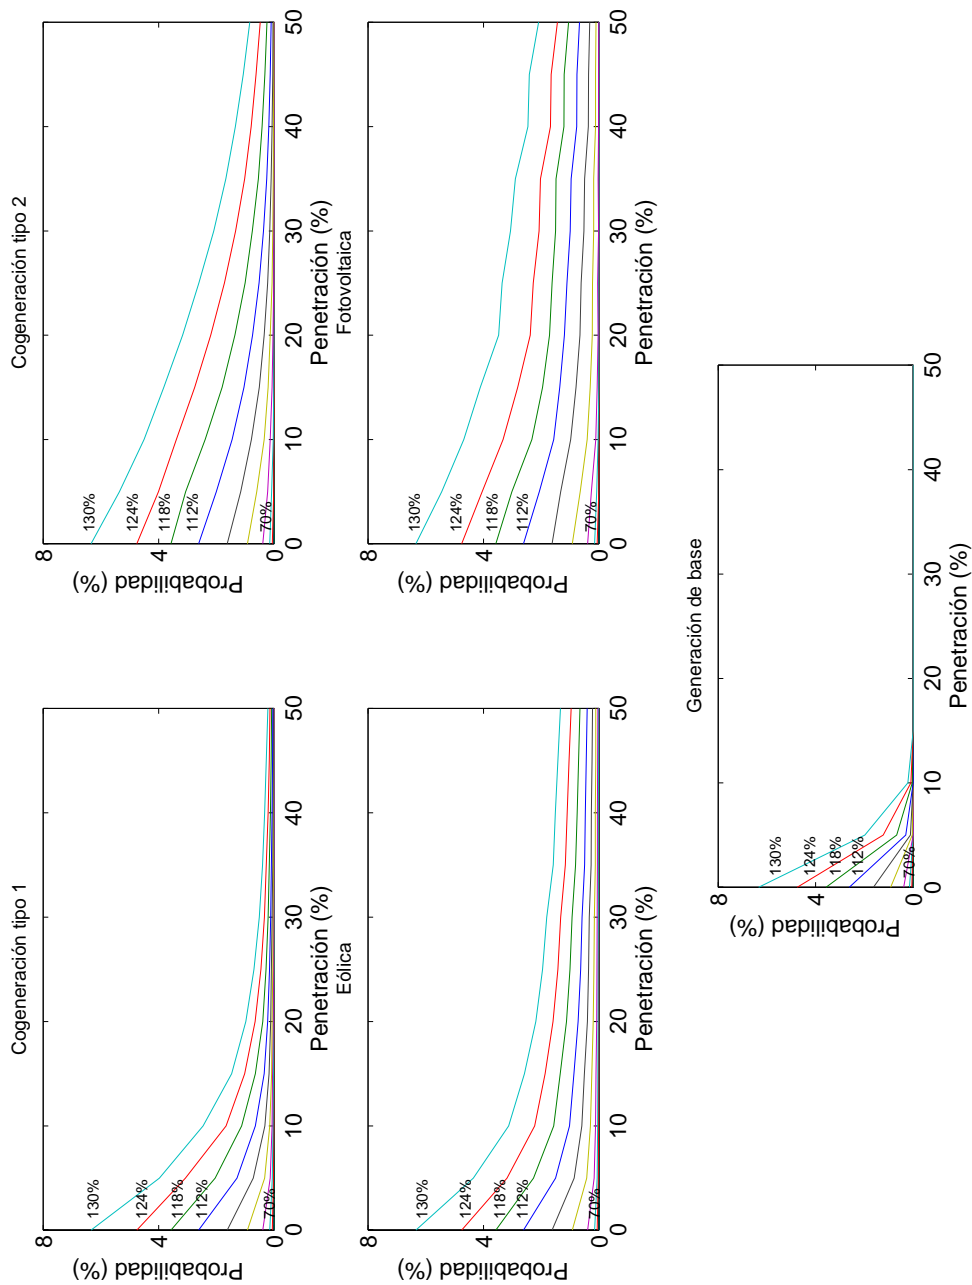 Cogeneración tipo 1
Probabilidad (%)
8
4
0
130%
124%
118%
112%
70%
0 10 20 30 40 50
Penetración (%)
Cogeneración tipo 2
Probabilidad (%)
8
4
0
130%
124%
118%
112%
70%
0 10 20 30 40 50
Penetración (%)
Eólica
Probabilidad (%)
8
4
0
130%
124%
118%
112%
70%
0 10 20 30 40 50
Penetración (%)
Fotovoltaica
Probabilidad (%)
8
4
0
130%
124%
118%
112%
70%
0 10 20 30 40 50
Penetración (%)
Generación de base
Probabilidad (%)
8
4
0
130%
124%
118%
112%
70%
0 10 20 30 40 50
Penetración (%)